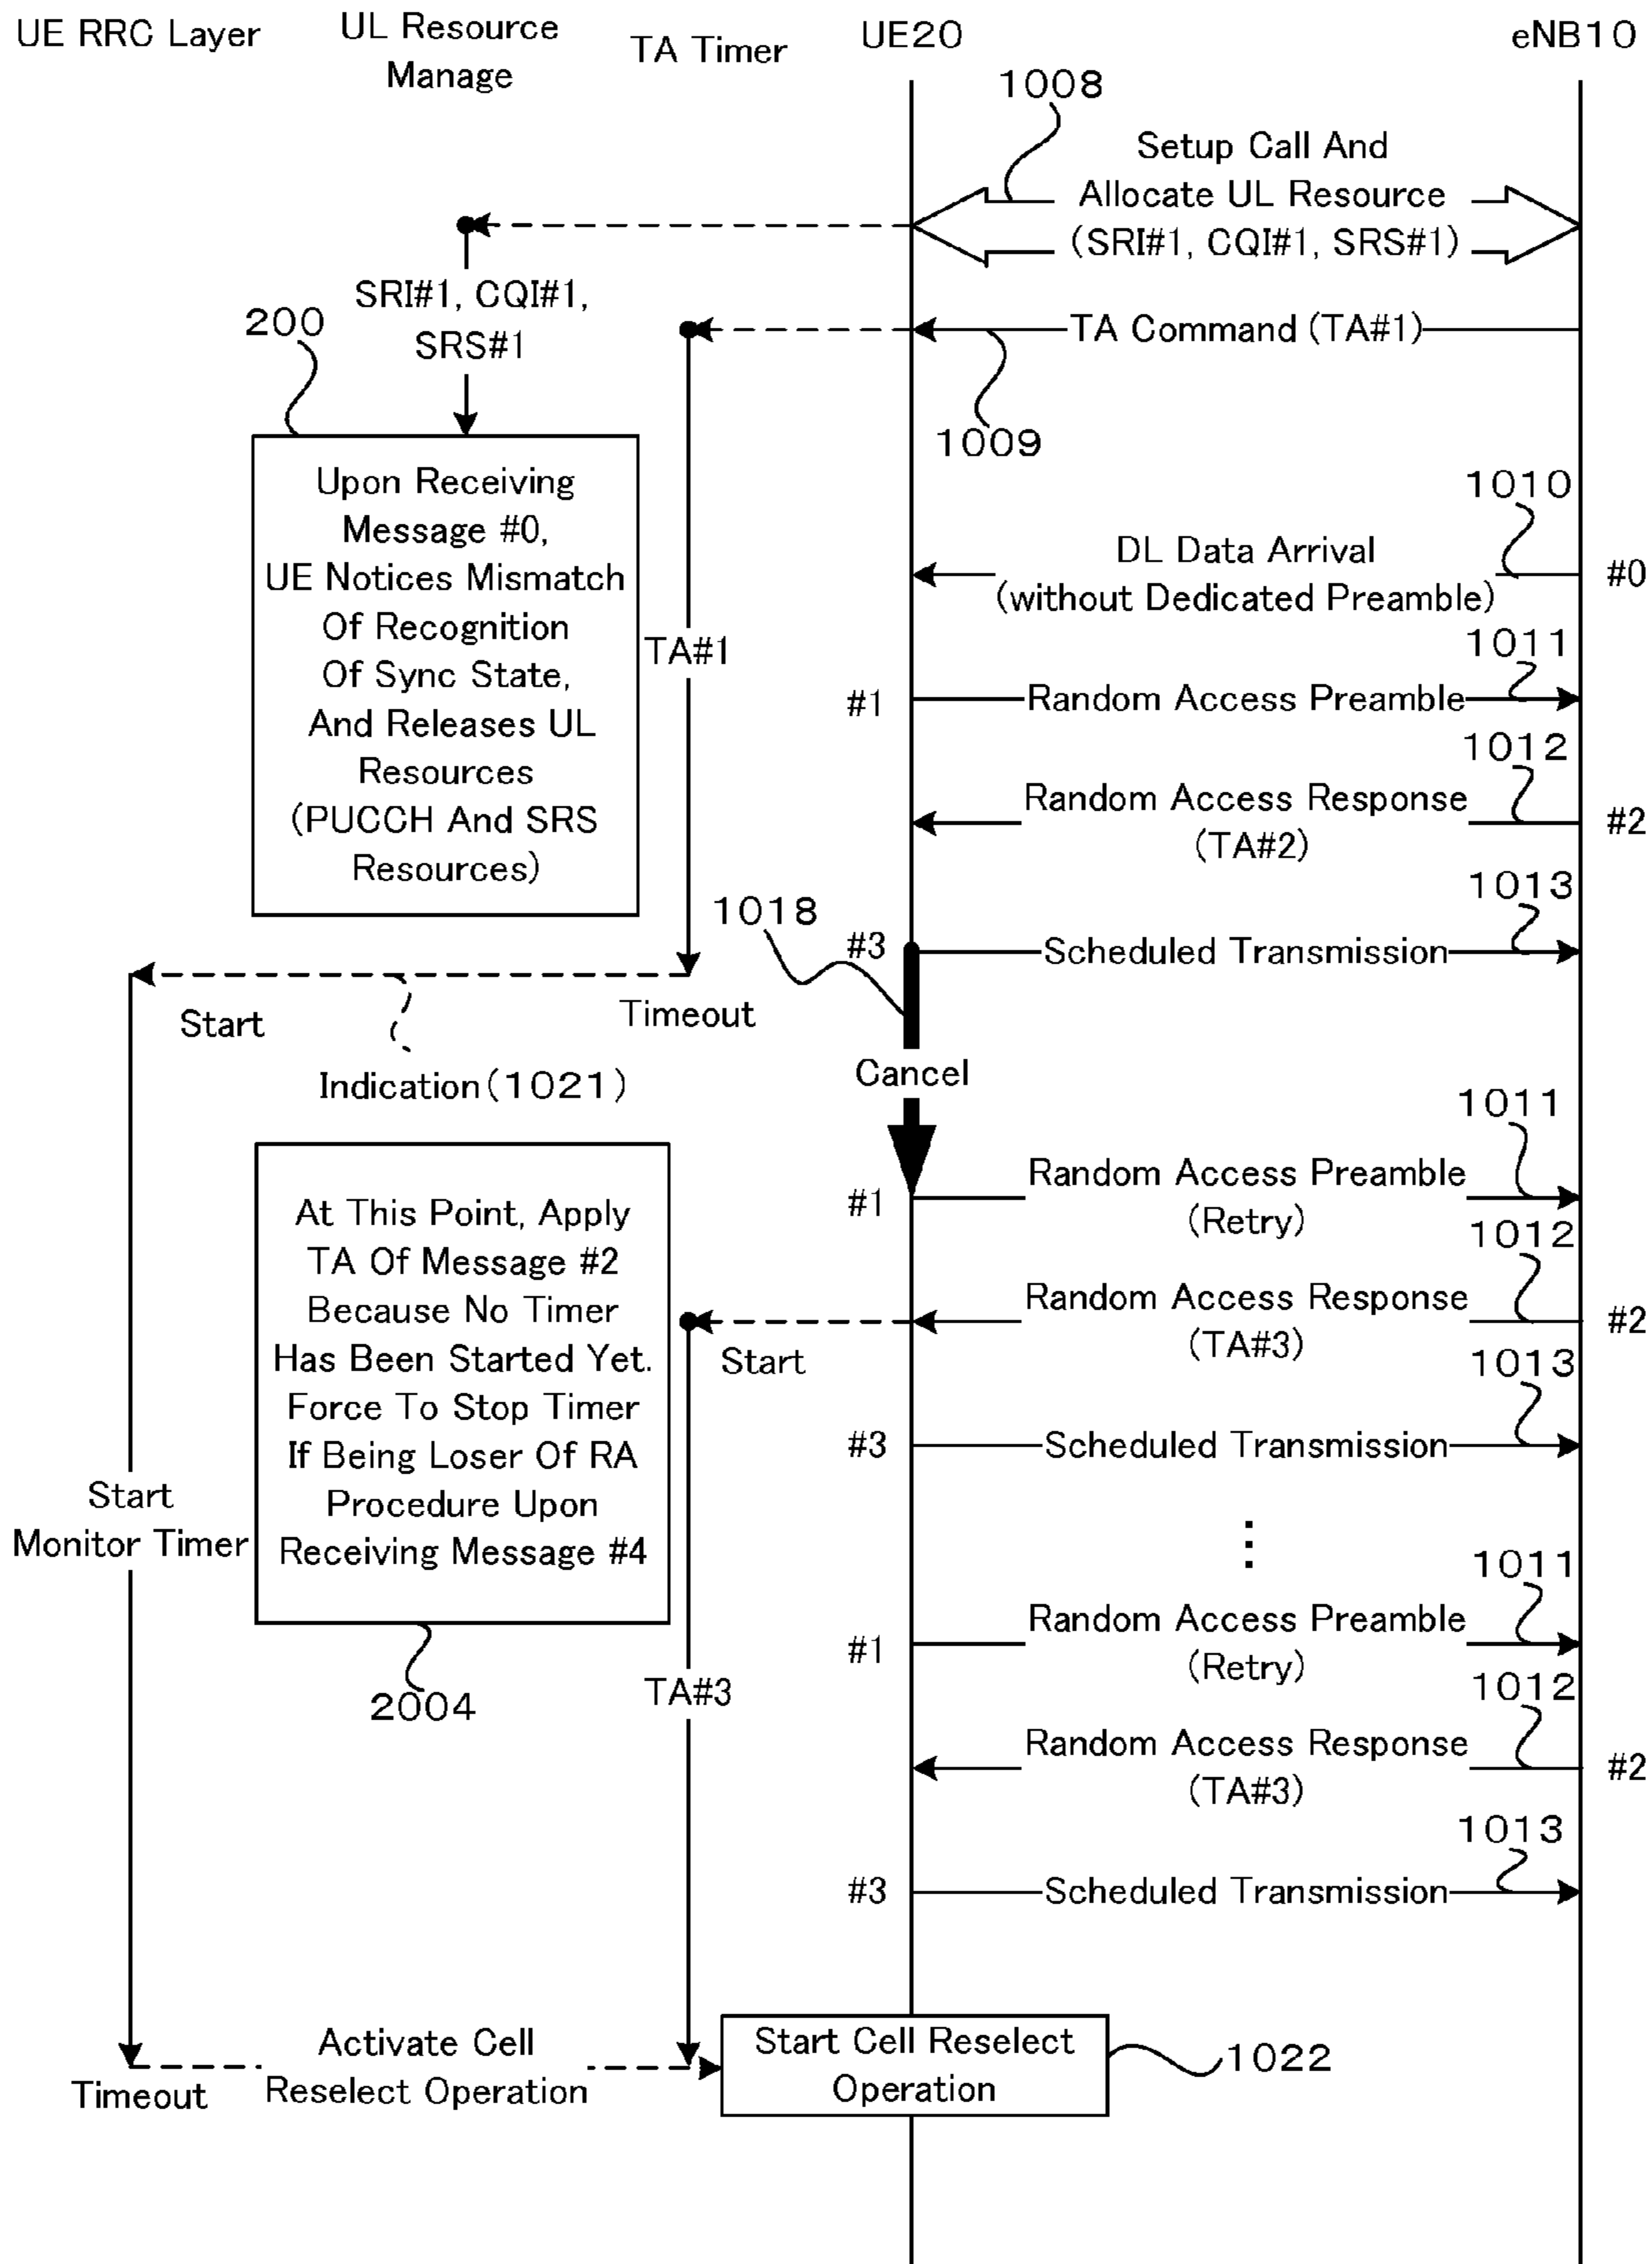 UE RRC Layer
UL Resource
Manage
TA Timer
UE20
eNB10
1008
Setup Call And
Allocate UL Resource
(SRI#1, CQI#1, SRS#1)
SRI#1, CQI#1,
SRS#1
200
TA Command (TA#1)
1009
Upon Receiving
Message #0,
UE Notices Mismatch
Of Recognition
Of Sync State,
And Releases UL
Resources
(PUCCH And SRS
Resources)
TA#1
1010
DL Data Arrival
(without Dedicated Preamble)
#0
1011
#1
Random Access Preamble
1012
Random Access Response
(TA#2)
#2
1013
1018
#3
Scheduled Transmission
Start
Timeout
Indication(1021)
Cancel
1011
#1
Random Access Preamble
(Retry)
At This Point, Apply
TA Of Message #2
Because No Timer
Has Been Started Yet.
Force To Stop Timer
If Being Loser Of RA
Procedure Upon
Receiving Message #4
2004
1012
Random Access Response
(TA#3)
#2
Start
1013
#3
Scheduled Transmission
Start
Monitor Timer
TA#3
1011
#1
Random Access Preamble
(Retry)
1012
Random Access Response
(TA#3)
#2
1013
#3
Scheduled Transmission
Timeout
Activate Cell
Reselect Operation
Start Cell Reselect
Operation
1022